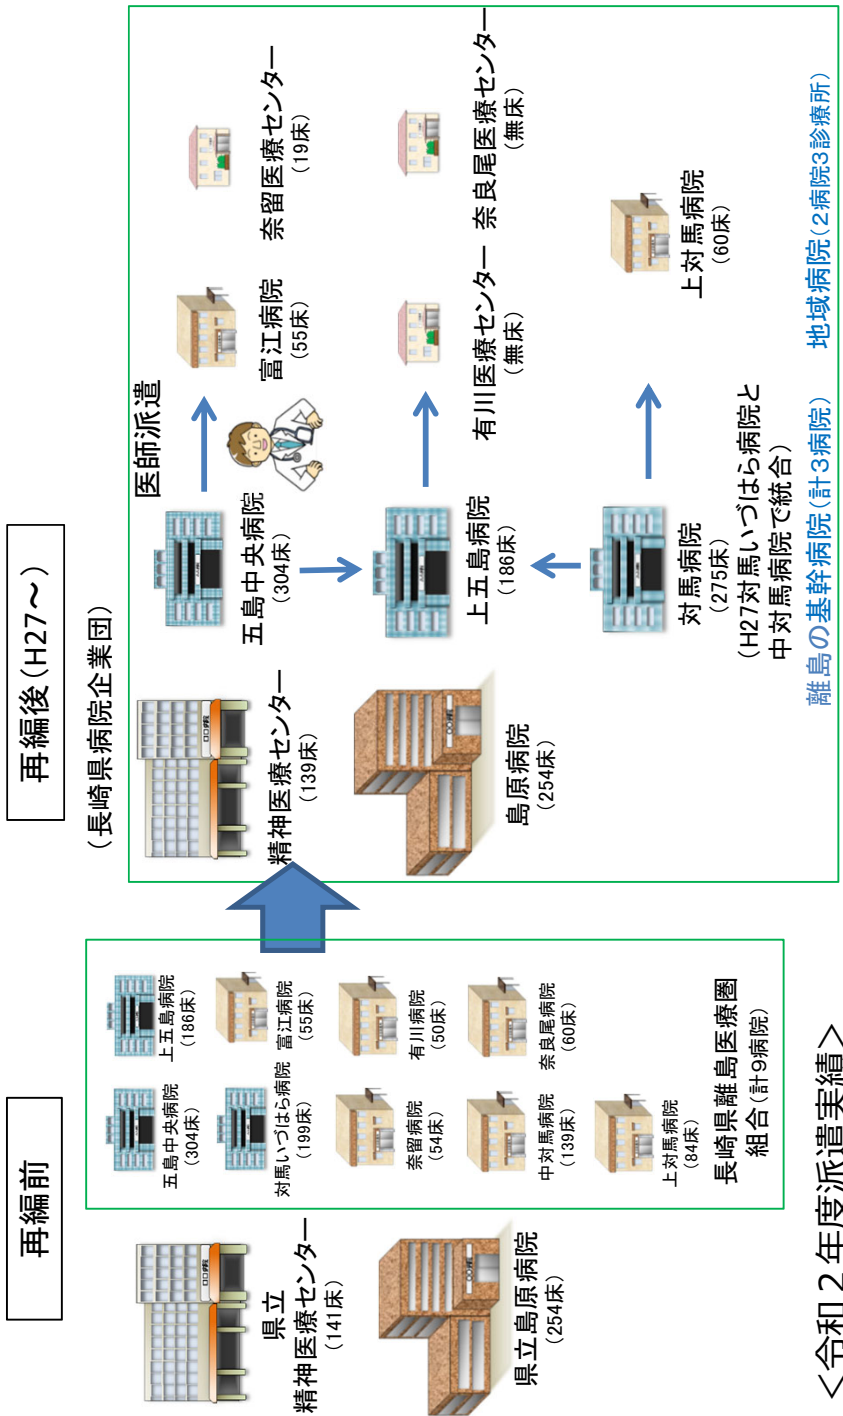 再編前
県立
精神医療センター
(141床)
県立島原病院
(254床)
五島中央病院
(304床)
上五島病院
(186床)
対馬いづはら病院
(199床)
富江病院
(55床)
奈留病院
(54床)
有川病院
(50床)
中対馬病院
(139床)
奈良尾病院
(60床)
上対馬病院
(84床)
長崎県離島医療圏
組合(計9病院)
再編後(H27～)
(長崎県病院企業団)
精神医療センター
(139床)
島原病院
(254床)
医師派遣
五島中央病院
(304床)
富江病院
(55床)
奈留医療センター
(19床)
上五島病院
(186床)
有川医療センター
(無床)
奈良尾医療センター
(無床)
対馬病院
(275床)
(H27対馬いづはら病院と
中対馬病院で統合)
上対馬病院
(60床)
離島の基幹病院(計3病院)
地域病院(2病院3診療所)
＜令和２年度派遣実績＞